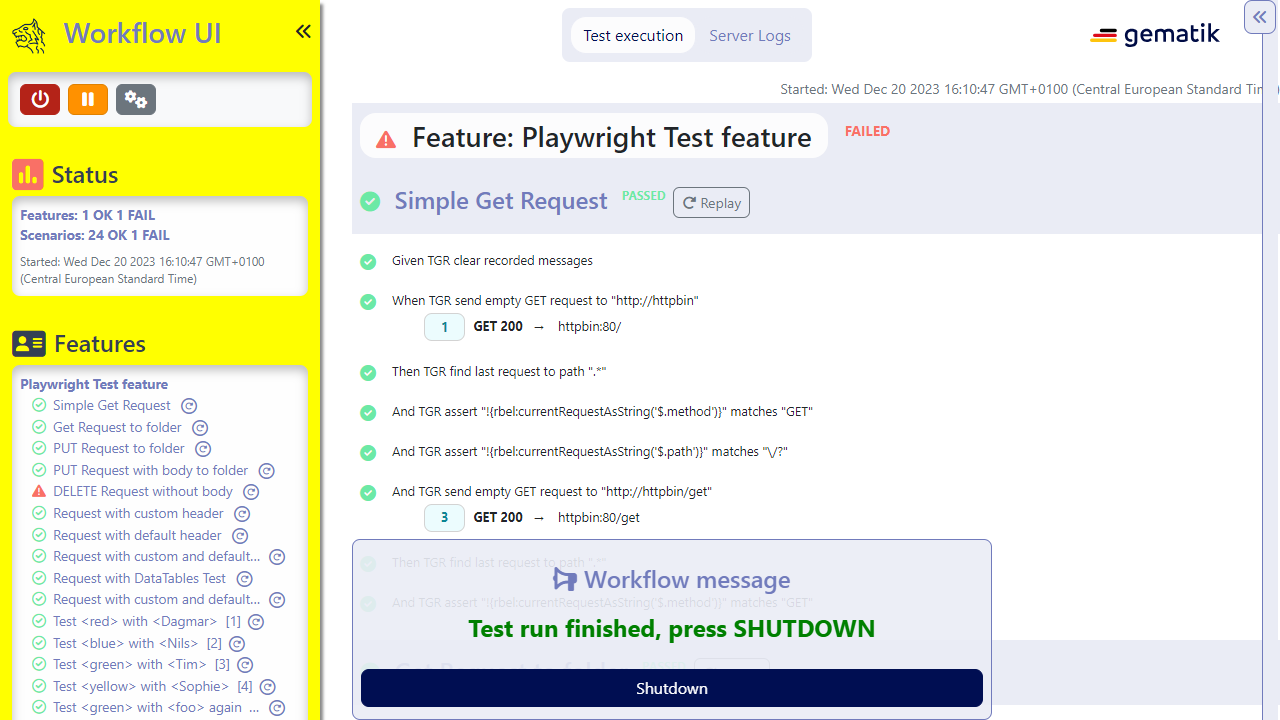 Workflow UI
Status
Features: 1 OK 1 FAIL
Scenarios: 24 OK 1 FAIL
Started: Wed Dec 20 2023 16:10:47 GMT+0100
(Central European Standard Time)
Features
Playwright Test feature
Simple Get Request
Get Request to folder
PUT Request to folder
PUT Request with body to folder
DELETE Request without body
Request with custom header
Request with default header
Request with custom and default...
Request with DataTables Test
Request with custom and default...
Test <red> with <Dagmar> [1]
Test <blue> with <Nils> [2]
Test <green> with <Tim> [3]
Test <yellow> with <Sophie> [4]
Test <green> with <foo> again ...
Test execution
Server Logs
gematik
Started: Wed Dec 20 2023 16:10:47 GMT+0100 (Central European Standard
Feature: Playwright Test feature
FAILED
Simple Get Request
PASSED
Replay
Given TGR clear recorded messages
When TGR send empty GET request to "http://httpbin"
1 GET 200 → httpbin:80/
Then TGR find last request to path ".*"
And TGR assert "!{rbel:currentRequestAsString('$.method')}" matches "GET"
And TGR assert "!{rbel:currentRequestAsString('$.path')}" matches "\/?"
And TGR send empty GET request to "http://httpbin/get"
3 GET 200 → httpbin:80/get
Then TGR find last request to path ".*"
And TGR assert "!{rbel:currentRequestAsString('$.method')}" matches "GET"
Workflow message
Test run finished, press SHUTDOWN
Shutdown